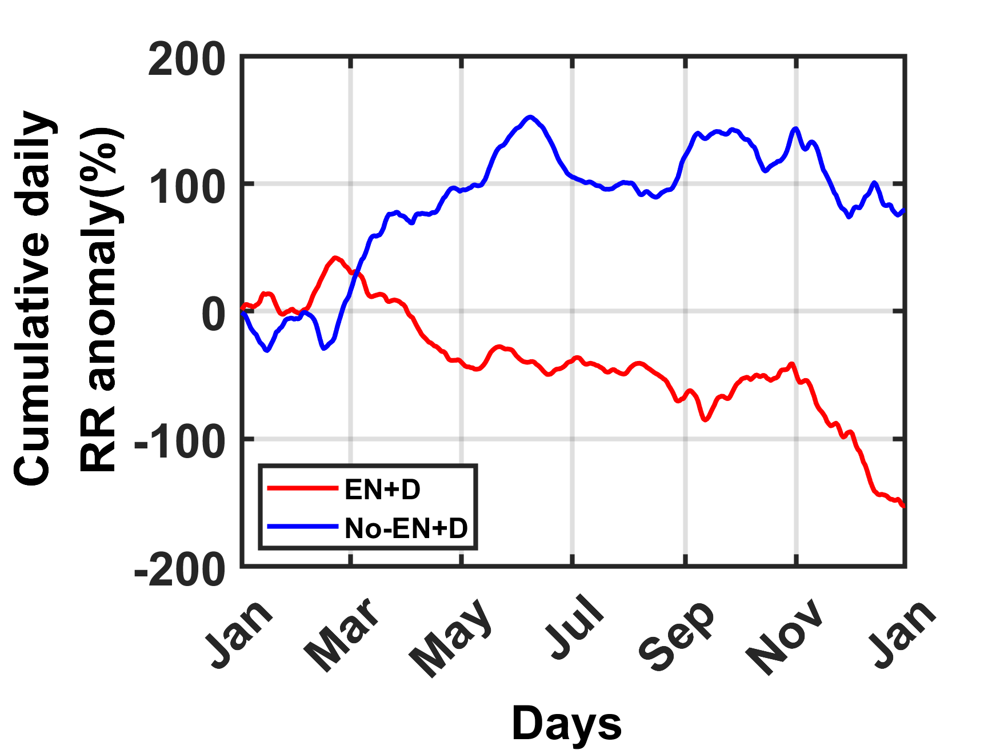 Cumulative daily
RR anomaly(%)
200
100
0
-100
-200
EN+D
No-EN+D
Jan
Mar
May
Jul
Sep
Nov
Jan
Days